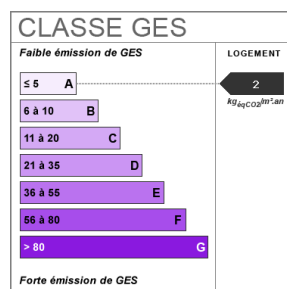 CLASSE GES
Faible émission de GES
LOGEMENT
≤ 5 A
2
kgéqCO2/m².an
6 à 10 B
11 à 20 C
21 à 35 D
36 à 55 E
56 à 80 F
> 80 G
Forte émission de GES